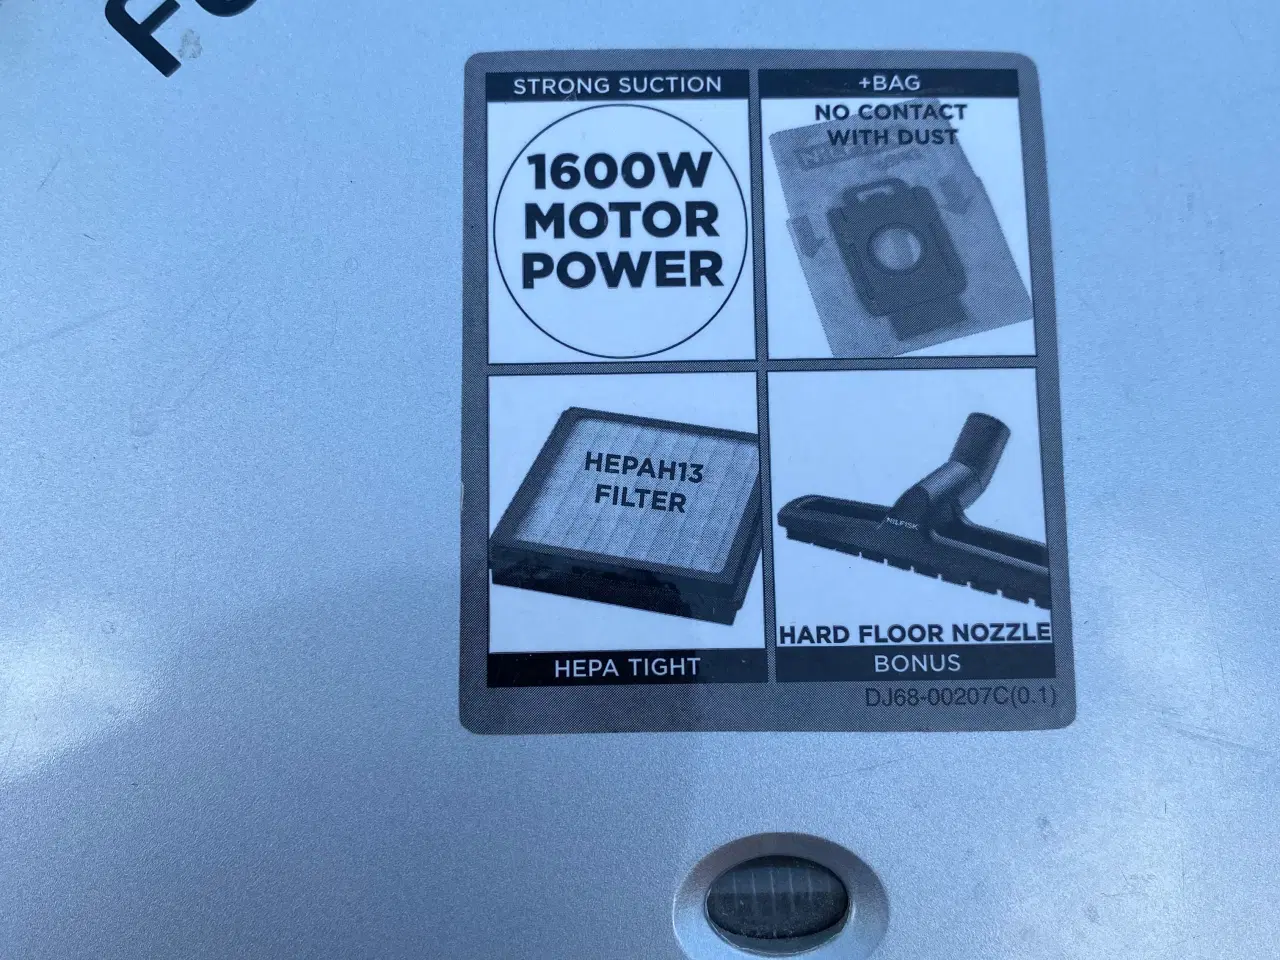 STRONG SUCTION
1600W
MOTOR
POWER
+BAG
NO CONTACT
WITH DUST
HEPAH13
FILTER
HEPA TIGHT
NILFISK
HARD FLOOR NOZZLE
BONUS
DJ68-00207C(0.1)